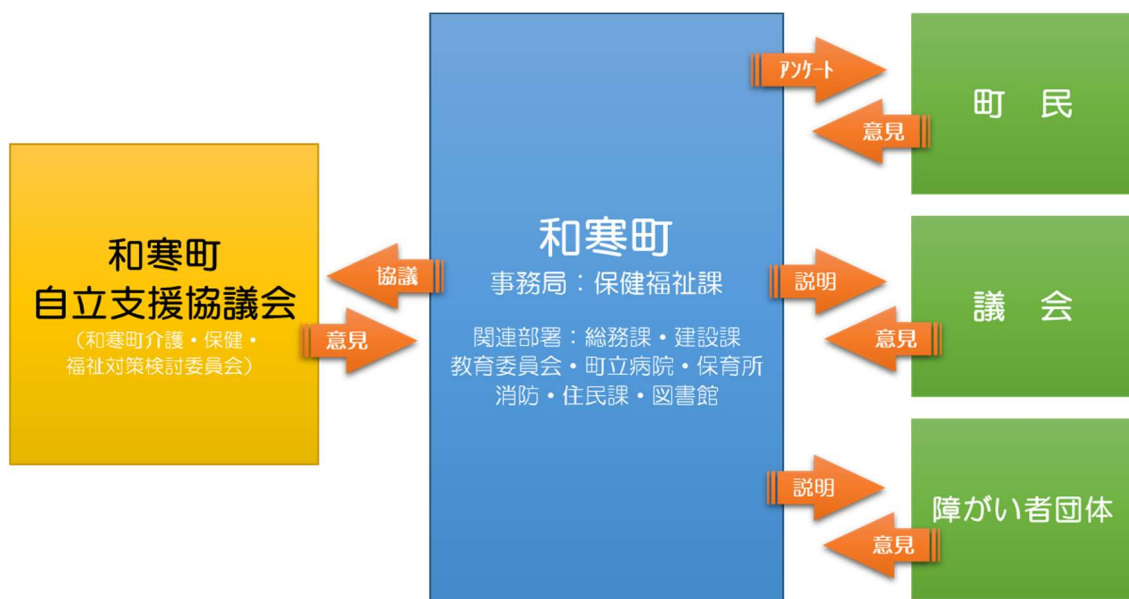 和寒町
自立支援協議会
(和寒町介護・保健・
福祉対策検討委員会)
協議
意見
和寒町
事務局:保健福祉課
関連部署:総務課・建設課
教育委員会・町立病院・保育所
消防・住民課・図書館
アンケート
意見
町 民
説明
意見
議 会
説明
意見
障がい者団体